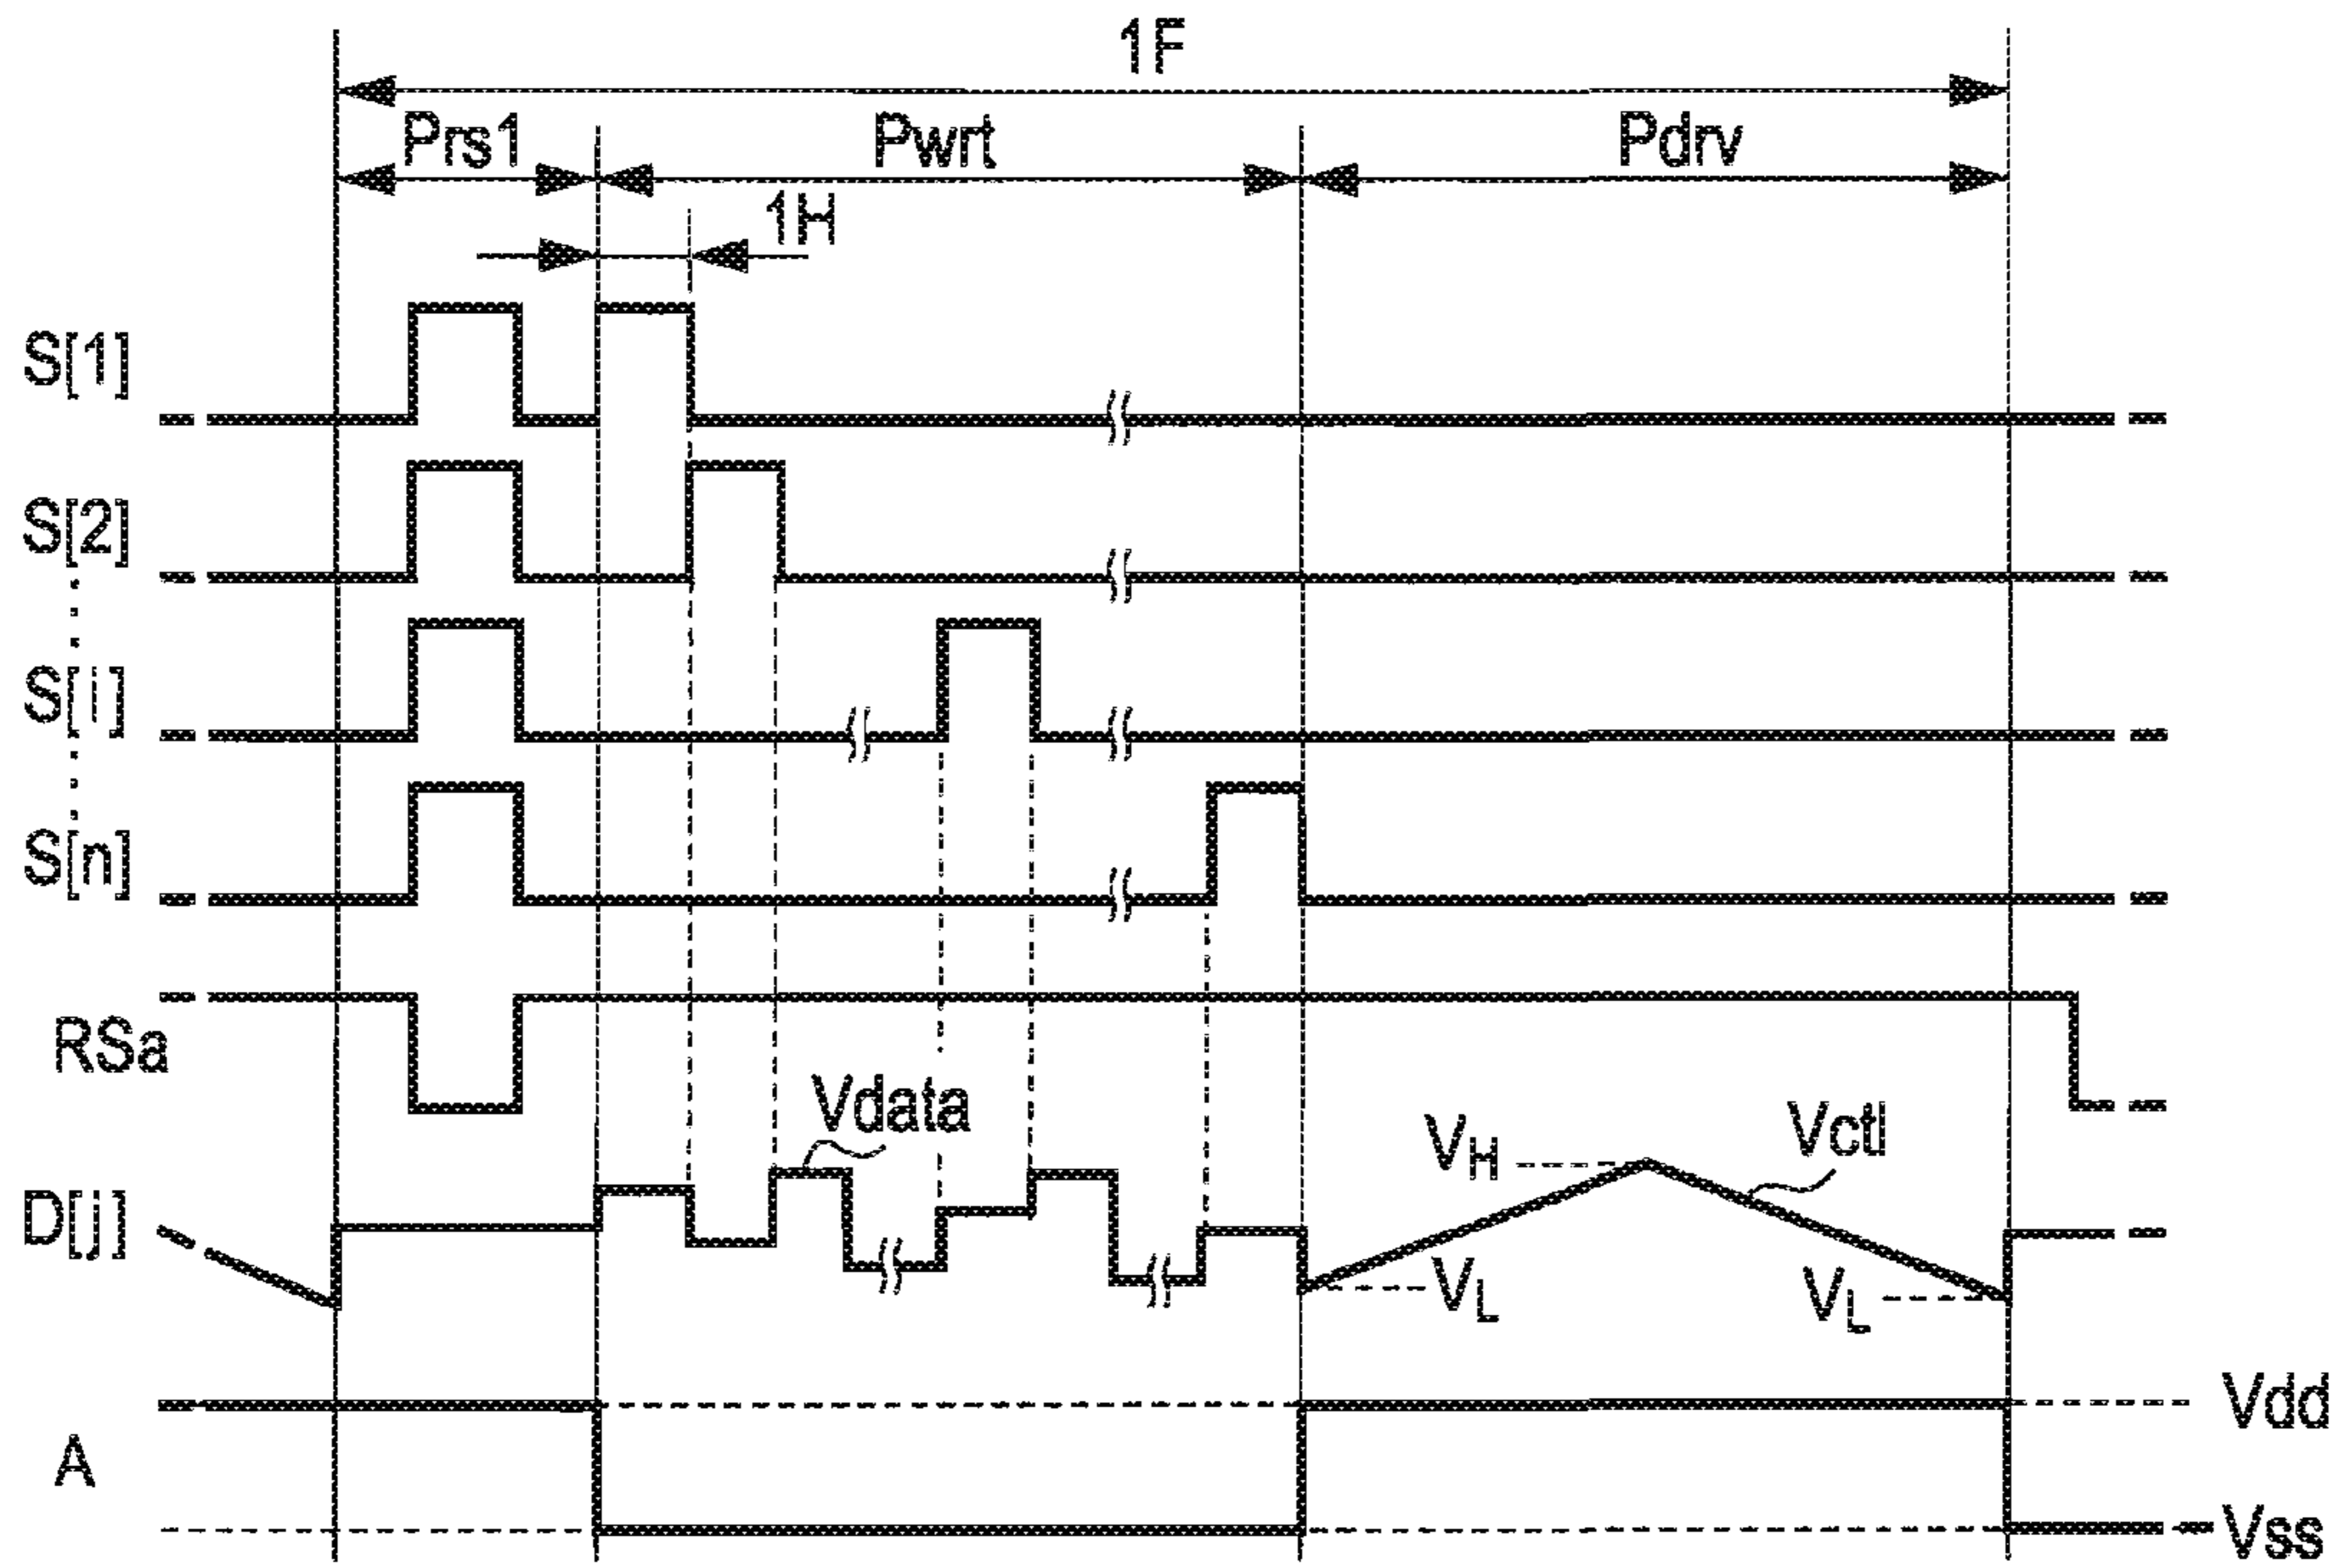 1F
Prs1 Pwrt Pdrv
1H
S[1]
S[2]
S[i]
S[n]
RSa
Vdata
VH Vctl
D[j]
VL VL
Vdd
A
Vss